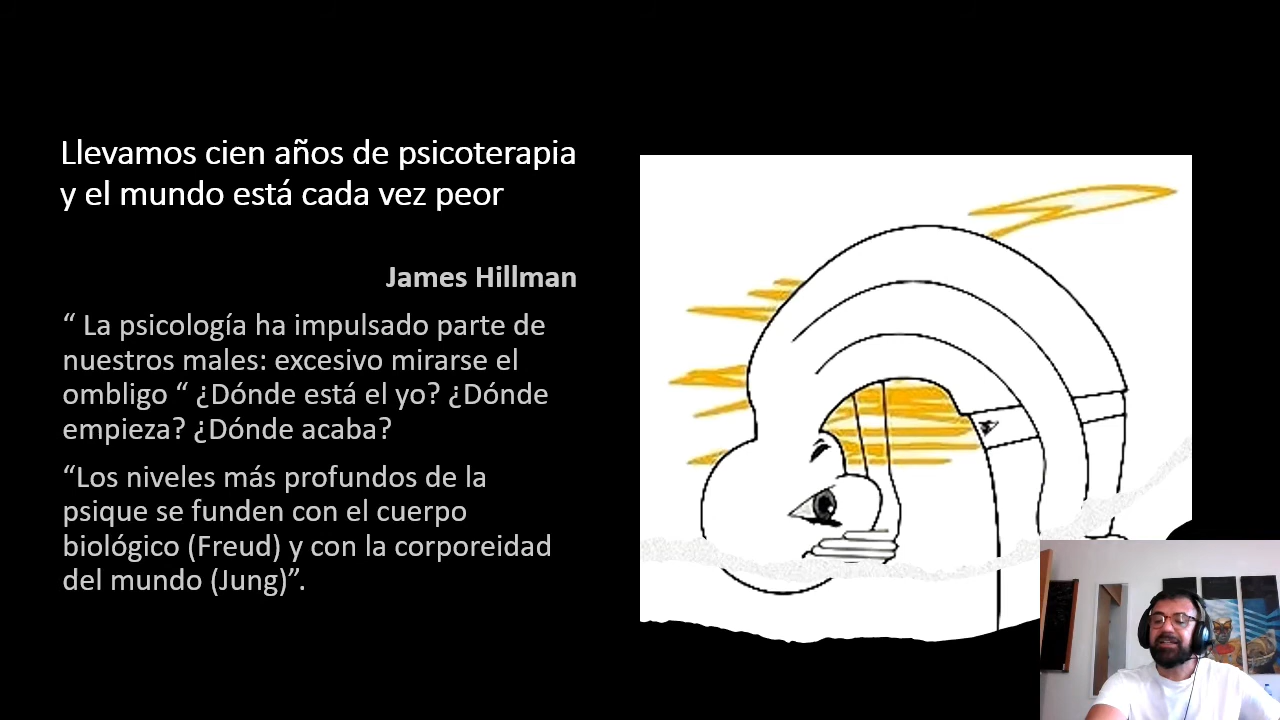 Llevamos cien años de psicoterapia
y el mundo está cada vez peor
James Hillman
“ La psicología ha impulsado parte de
nuestros males: excesivo mirarse el
ombligo “ ¿Dónde está el yo? ¿Dónde
empieza? ¿Dónde acaba?
“Los niveles más profundos de la
psique se funden con el cuerpo
biológico (Freud) y con la corporeidad
del mundo (Jung)”.